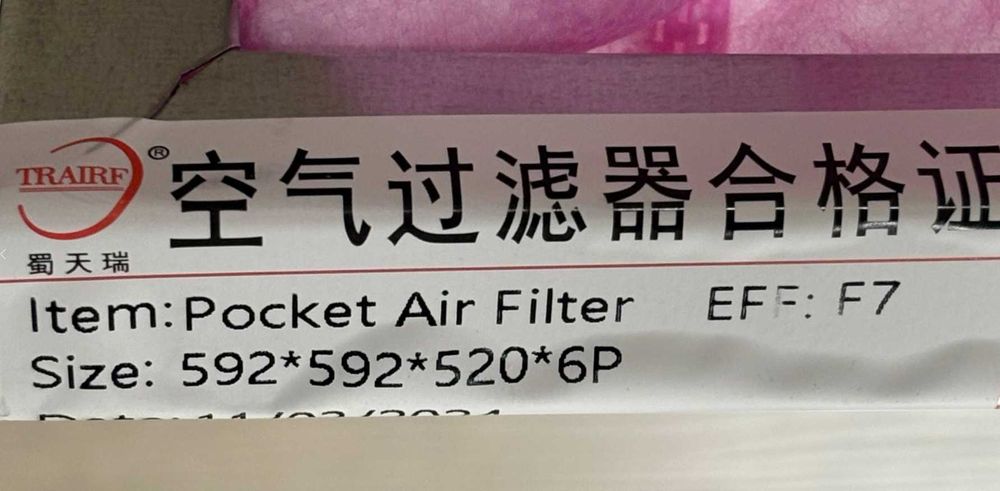 TRAIRF®
蜀天瑞
空气过滤器合格证
Item: Pocket Air Filter EFF: F7
Size: 592*592*520*6P